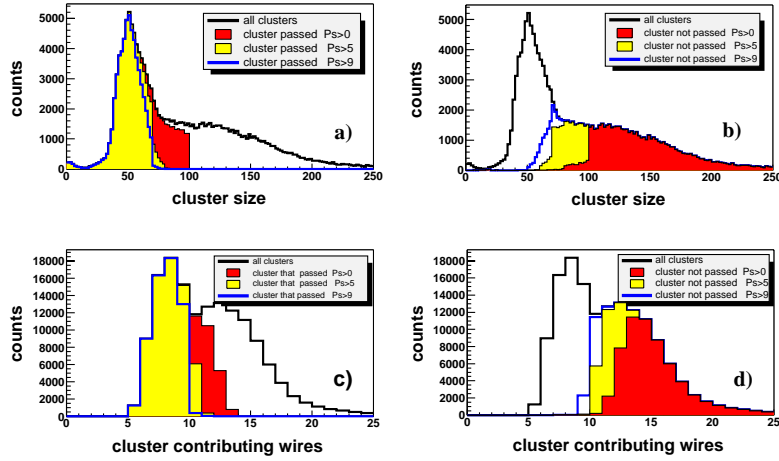 counts
5000
4000
3000
2000
1000
0
all clusters
cluster passed Ps>0
cluster passed Ps>5
cluster passed Ps>9
a)
0 50 100 150 200 250
cluster size
counts
5000
4000
3000
2000
1000
0
all clusters
cluster not passed Ps>0
cluster not passed Ps>5
cluster not passed Ps>9
b)
0 50 100 150 200 250
cluster size
counts
18000
16000
14000
12000
10000
8000
6000
4000
2000
0
all clusters
cluster that passed Ps>0
cluster that passed Ps>5
cluster that passed Ps>9
c)
0 5 10 15 20 25
cluster contributing wires
counts
18000
16000
14000
12000
10000
8000
6000
4000
2000
0
all clusters
cluster not passed Ps>0
cluster not passed Ps>5
cluster not passed Ps>9
d)
0 5 10 15 20 25
cluster contributing wires